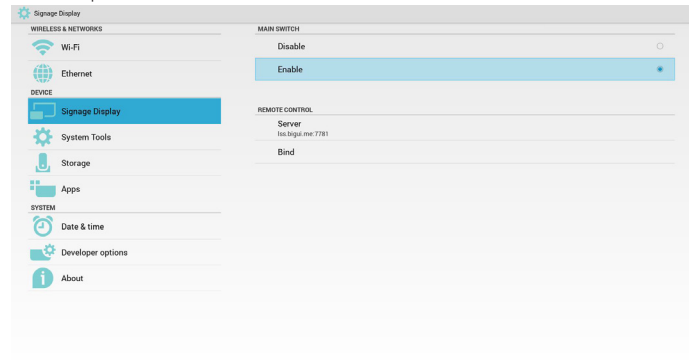 Signage Display
WIRELESS & NETWORKS
Wi-Fi
Ethernet
DEVICE
Signage Display
System Tools
Storage
Apps
SYSTEM
Date & time
Developer options
About
MAIN SWITCH
Disable
Enable
REMOTE CONTROL
Server
lss.bigui.me:7781
Bind